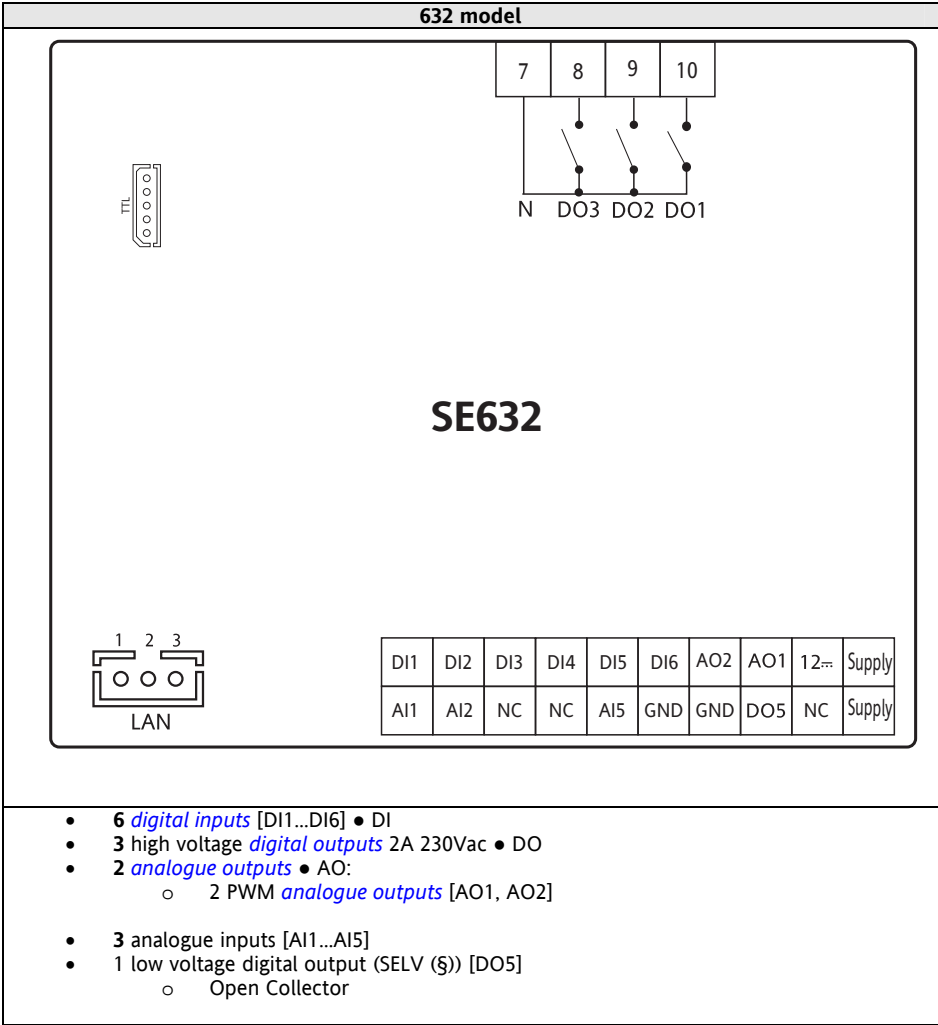 632 model
7 8 9 10
TTL
N DO3 DO2 DO1
SE632
1 2 3
LAN
DI1 DI2 DI3 DI4 DI5 DI6 AO2 AO1 12⎓ Supply
AI1 AI2 NC NC AI5 GND GND DO5 NC Supply
• 6 digital inputs [DI1...DI6] ● DI
• 3 high voltage digital outputs 2A 230Vac ● DO
• 2 analogue outputs ● AO:
o 2 PWM analogue outputs [AO1, AO2]
• 3 analogue inputs [AI1...AI5]
• 1 low voltage digital output (SELV (§)) [DO5]
o Open Collector